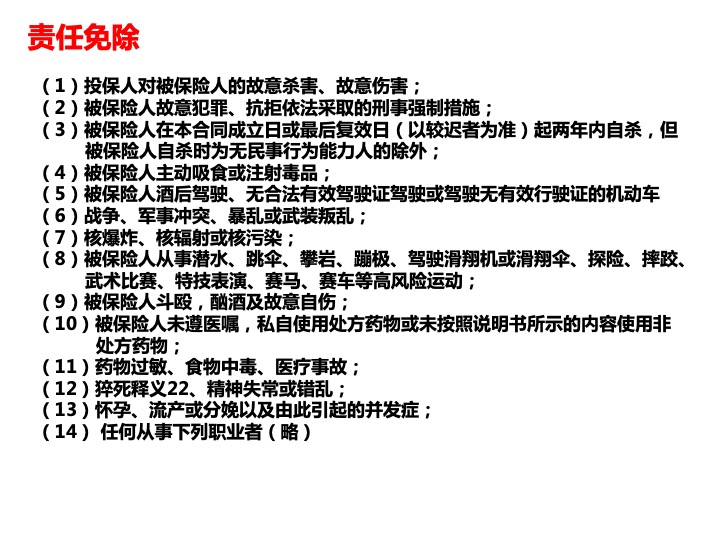 责任免除
（1）投保人对被保险人的故意杀害、故意伤害；
（2）被保险人故意犯罪、抗拒依法采取的刑事强制措施；
（3）被保险人在本合同成立日或最后复效日（以较迟者为准）起两年内自杀，但
被保险人自杀时为无民事行为能力人的除外；
（4）被保险人主动吸食或注射毒品；
（5）被保险人酒后驾驶、无合法有效驾驶证驾驶或驾驶无有效行驶证的机动车
（6）战争、军事冲突、暴乱或武装叛乱；
（7）核爆炸、核辐射或核污染；
（8）被保险人从事潜水、跳伞、攀岩、蹦极、驾驶滑翔机或滑翔伞、探险、摔跤、
武术比赛、特技表演、赛马、赛车等高风险运动；
（9）被保险人斗殴，酗酒及故意自伤；
（10）被保险人未遵医嘱，私自使用处方药物或未按照说明书所示的内容使用非
处方药物；
（11）药物过敏、食物中毒、医疗事故；
（12）猝死释义22、精神失常或错乱；
（13）怀孕、流产或分娩以及由此引起的并发症；
（14） 任何从事下列职业者（略）